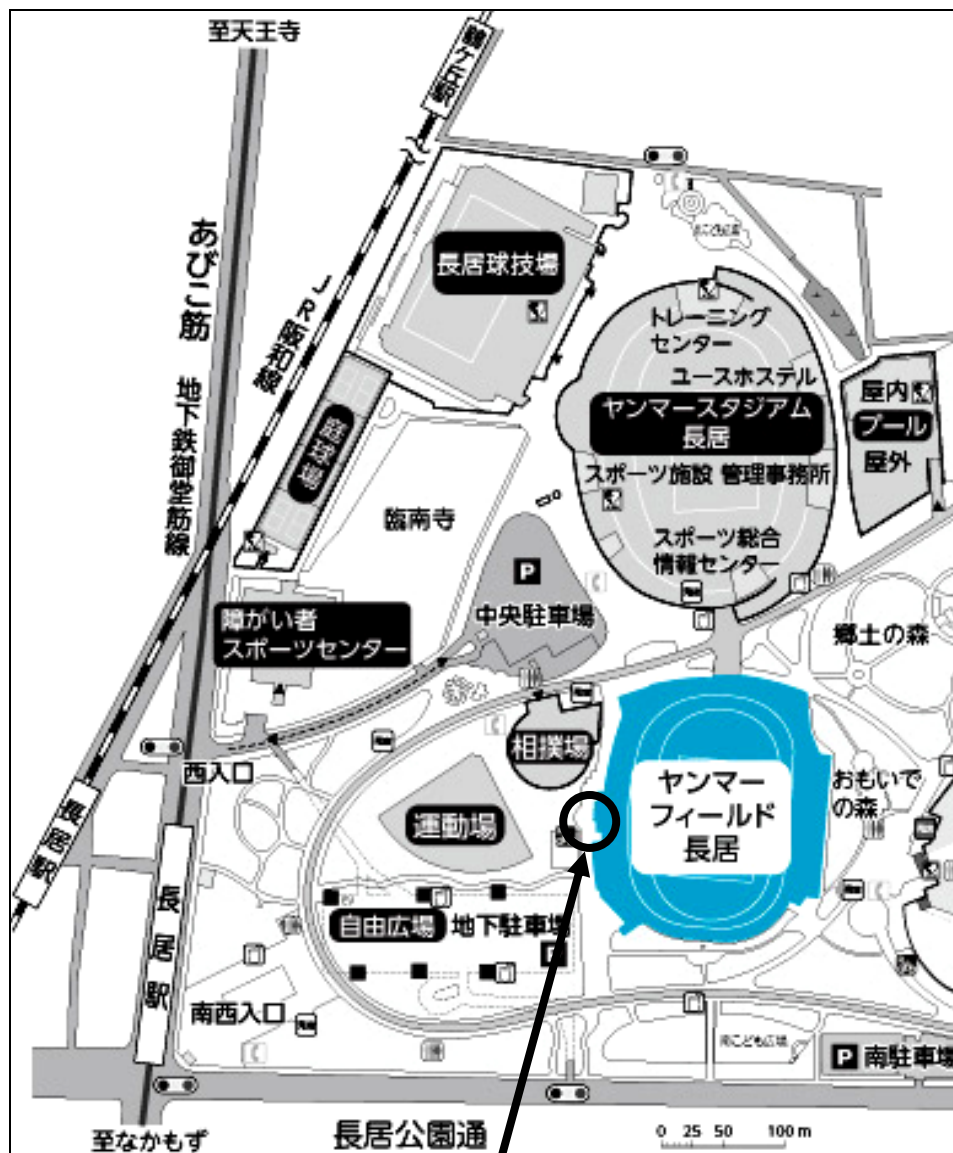 至天王寺
鶴ケ丘駅
あびこ筋
地下鉄御堂筋線
JR阪和線
長居球技場
庭球場
臨南寺
トレーニング
センター
ユースホステル
ヤンマースタジアム
長居
スポーツ施設 管理事務所
スポーツ総合
情報センター
屋内
プール
屋外
P
中央駐車場
障がい者
スポーツセンター
郷土の森
西入口
相撲場
運動場
ヤンマー
フィールド
長居
おもいで
の森
長居駅
長居駅
自由広場
地下駐車場
南西入口
南こども広場
P 南駐車場
至なかもず
長居公園通
0 25 50 100 m